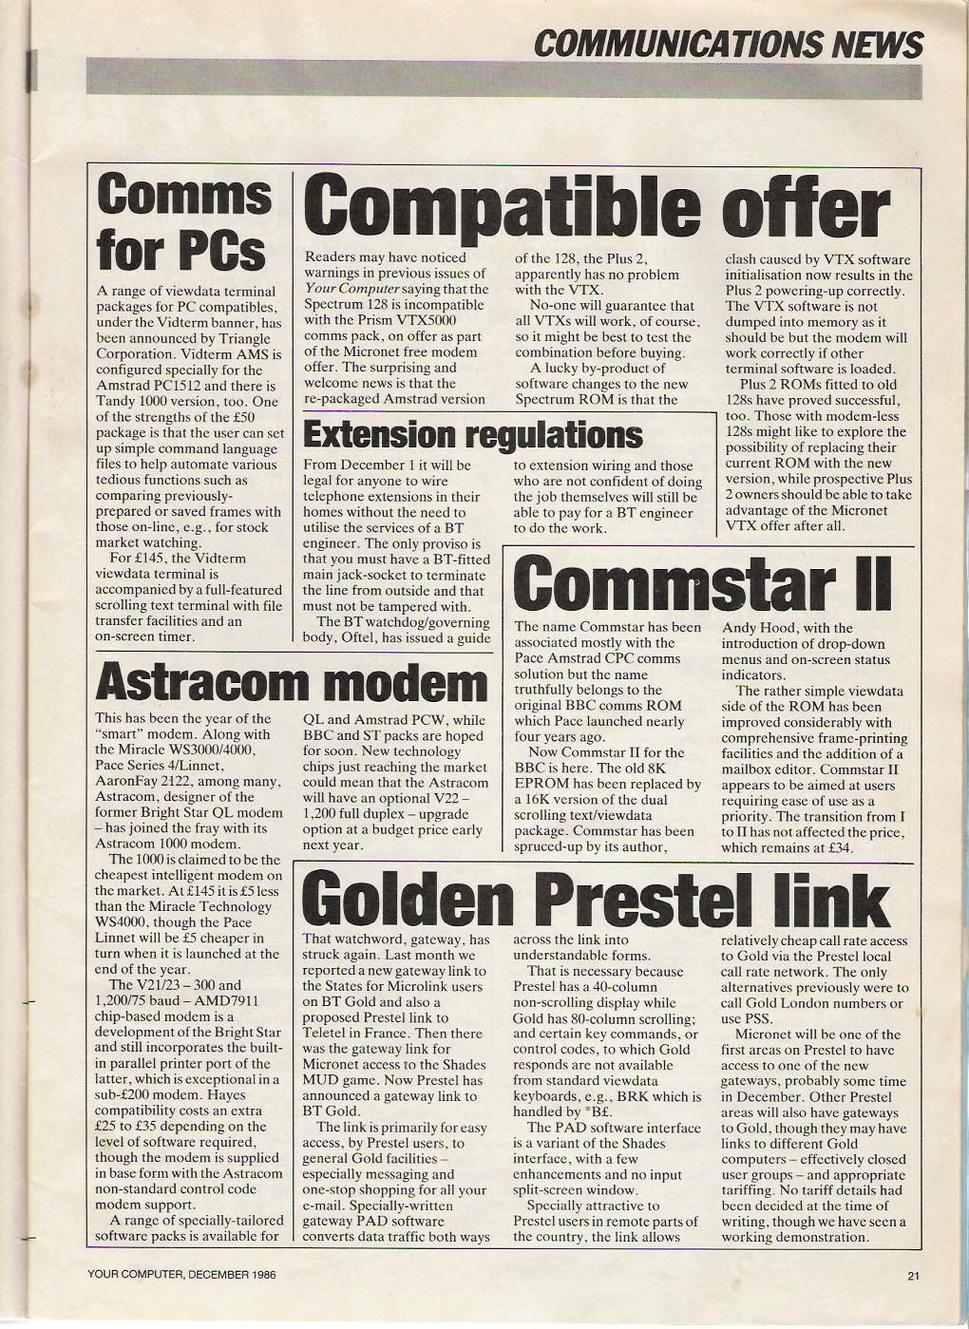 COMMUNICATIONS NEWS
Comms
for PCs
A range of viewdata terminal
packages for PC compatibles,
under the Vidterm banner, has
been announced by Triangle
Corporation. Vidterm AMS is
configured specially for the
Amstrad PC1512 and there is
Tandy 1000 version, too. One
of the strengths of the £50
package is that the user can set
up simple command language
files to help automate various
tedious functions such as
comparing previously-
prepared or saved frames with
those on-line, e.g., for stock
market watching.
For £145, the Vidterm
viewdata terminal is
accompanied by a full-featured
scrolling text terminal with file
transfer facilities and an
on-screen timer.
Compatible offer
Readers may have noticed
warnings in previous issues of
Your Computer saying that the
Spectrum 128 is incompatible
with the Prism VTX5000
comms pack, on offer as part
of the Micronet free modem
offer. The surprising and
welcome news is that the
re-packaged Amstrad version
of the 128, the Plus 2,
apparently has no problem
with the VTX.
No-one will guarantee that
all VTXs will work, of course,
so it might be best to test the
combination before buying.
A lucky by-product of
software changes to the new
Spectrum ROM is that the
clash caused by VTX software
initialisation now results in the
Plus 2 powering-up correctly.
The VTX software is not
dumped into memory as it
should be but the modem will
work correctly if other
terminal software is loaded.
Plus 2 ROMs fitted to old
128s have proved successful,
too. Those with modem-less
128s might like to explore the
possibility of replacing their
current ROM with the new
version, while prospective Plus
2 owners should be able to take
advantage of the Micronet
VTX offer after all.
Extension regulations
From December 1 it will be
legal for anyone to wire
telephone extensions in their
homes without the need to
utilise the services of a BT
engineer. The only proviso is
that you must have a BT-fitted
main jack-socket to terminate
the line from outside and that
must not be tampered with.
The BT watchdog/governing
body, Oftel, has issued a guide
to extension wiring and those
who are not confident of doing
the job themselves will still be
able to pay for a BT engineer
to do the work.
Commstar II
The name Commstar has been
associated mostly with the
Pace Amstrad CPC comms
solution but the name
truthfully belongs to the
original BBC comms ROM
which Pace launched nearly
four years ago.
Now Commstar II for the
BBC is here. The old 8K
EPROM has been replaced by
a 16K version of the dual
scrolling text/viewdata
package. Commstar has been
spruced-up by its author,
Andy Hood, with the
introduction of drop-down
menus and on-screen status
indicators.
The rather simple viewdata
side of the ROM has been
improved considerably with
comprehensive frame-printing
facilities and the addition of a
mailbox editor. Commstar II
appears to be aimed at users
requiring ease of use as a
priority. The transition from I
to II has not affected the price,
which remains at £34.
Astracom modem
This has been the year of the
"smart" modem. Along with
the Miracle WS3000/4000,
Pace Series 4/Linnet,
AaronFay 2122, among many,
Astracom, designer of the
former Bright Star QL modem
– has joined the fray with its
Astracom 1000 modem.
The 1000 is claimed to be the
cheapest intelligent modem on
the market. At £145 it is £5 less
than the Miracle Technology
WS4000, though the Pace
Linnet will be £5 cheaper in
turn when it is launched at the
end of the year.
The V21/23 – 300 and
1,200/75 baud – AMD7911
chip-based modem is a
development of the Bright Star
and still incorporates the built-
in parallel printer port of the
latter, which is exceptional in a
sub-£200 modem. Hayes
compatibility costs an extra
£25 to £35 depending on the
level of software required,
though the modem is supplied
in base form with the Astracom
non-standard control code
modem support.
A range of specially-tailored
software packs is available for
QL and Amstrad PCW, while
BBC and ST packs are hoped
for soon. New technology
chips just reaching the market
could mean that the Astracom
will have an optional V22 –
1,200 full duplex – upgrade
option at a budget price early
next year.
Golden Prestel link
That watchword, gateway, has
struck again. Last month we
reported a new gateway link to
the States for Microlink users
on BT Gold and also a
proposed Prestel link to
Teletel in France. Then there
was the gateway link for
Micronet access to the Shades
MUD game. Now Prestel has
announced a gateway link to
BT Gold.
The link is primarily for easy
access, by Prestel users, to
general Gold facilities –
especially messaging and
one-stop shopping for all your
e-mail. Specially-written
gateway PAD software
converts data traffic both ways
across the link into
understandable forms.
That is necessary because
Prestel has a 40-column
non-scrolling display while
Gold has 80-column scrolling;
and certain key commands, or
control codes, to which Gold
responds are not available
from standard viewdata
keyboards, e.g., BRK which is
handled by *B£.
The PAD software interface
is a variant of the Shades
interface, with a few
enhancements and no input
split-screen window.
Specially attractive to
Prestel users in remote parts of
the country, the link allows
relatively cheap call rate access
to Gold via the Prestel local
call rate network. The only
alternatives previously were to
call Gold London numbers or
use PSS.
Micronet will be one of the
first areas on Prestel to have
access to one of the new
gateways, probably some time
in December. Other Prestel
areas will also have gateways
to Gold, though they may have
links to different Gold
computers – effectively closed
user groups – and appropriate
tariffing. No tariff details had
been decided at the time of
writing, though we have seen a
working demonstration.
YOUR COMPUTER, DECEMBER 1986
21